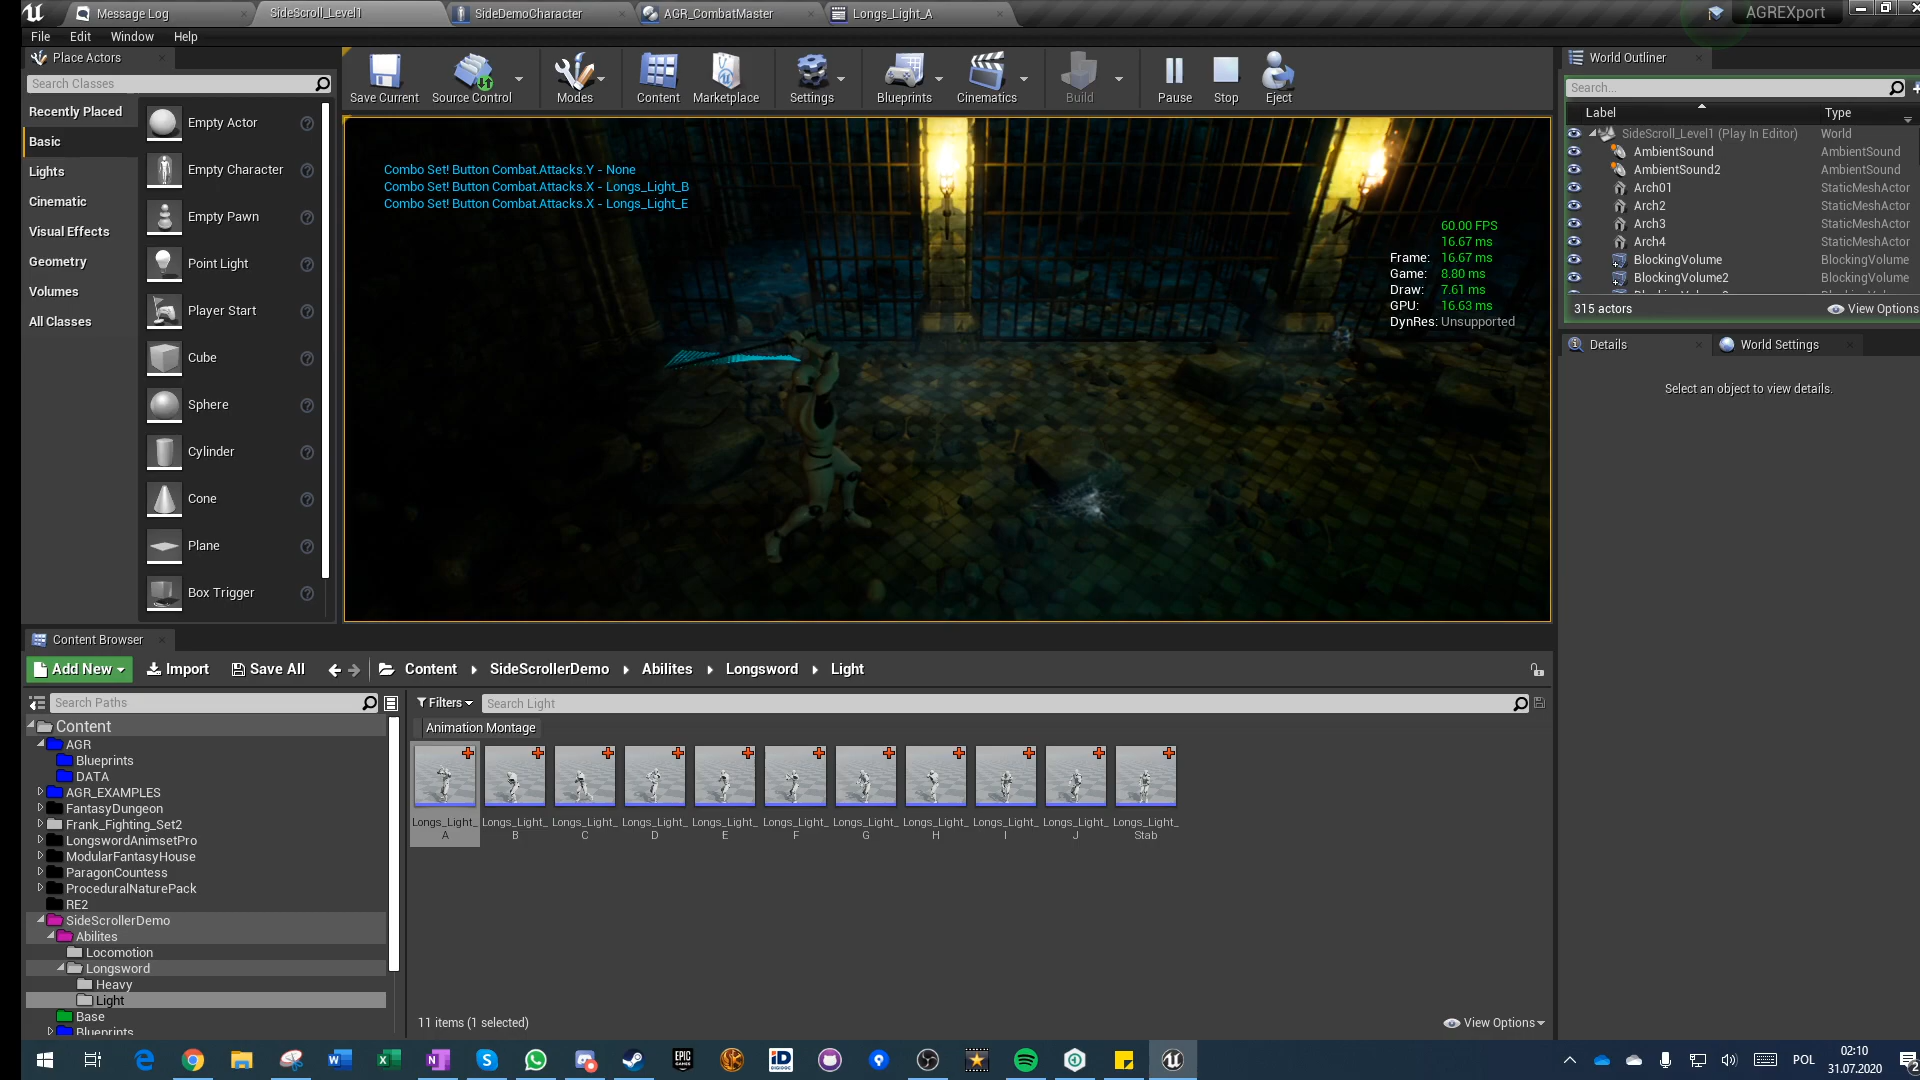 Message Log
SideScroll_Level1
SideDemoCharacter
AGR_CombatMaster
Longs_Light_A
AGREXport
File Edit Window Help
Place Actors
Search Classes
Recently Placed
Basic
Lights
Cinematic
Visual Effects
Geometry
Volumes
All Classes
Empty Actor
Empty Character
Empty Pawn
Point Light
Player Start
Cube
Sphere
Cylinder
Cone
Plane
Box Trigger
Save Current
Source Control
Modes
Content
Marketplace
Settings
Blueprints
Cinematics
Build
Pause
Stop
Eject
Combo Set! Button Combat.Attacks.Y - None
Combo Set! Button Combat.Attacks.X - Longs_Light_B
Combo Set! Button Combat.Attacks.X - Longs_Light_E
60.00 FPS
16.67 ms
Frame: 16.67 ms
Game: 8.80 ms
Draw: 7.61 ms
GPU: 16.63 ms
DynRes: Unsupported
World Outliner
Search...
Label Type
SideScroll_Level1 (Play In Editor) World
AmbientSound AmbientSound
AmbientSound2 AmbientSound
Arch01 StaticMeshActor
Arch2 StaticMeshActor
Arch3 StaticMeshActor
Arch4 StaticMeshActor
BlockingVolume BlockingVolume
BlockingVolume2 BlockingVolume
315 actors View Options
Details
World Settings
Select an object to view details.
Content Browser
Add New Import Save All Content SideScrollerDemo Abilites Longsword Light
Search Paths
Filters Search Light
Animation Montage
Content
AGR
Blueprints
DATA
AGR_EXAMPLES
FantasyDungeon
Frank_Fighting_Set2
LongswordAnimsetPro
ModularFantasyHouse
ParagonCountess
ProceduralNaturePack
RE2
SideScrollerDemo
Abilites
Locomotion
Longsword
Heavy
Light
Base
Blueprints
Longs_Light_A
Longs_Light_B
Longs_Light_C
Longs_Light_D
Longs_Light_E
Longs_Light_F
Longs_Light_G
Longs_Light_H
Longs_Light_I
Longs_Light_J
Longs_Light_Stab
11 items (1 selected)
View Options
EPIC GAMES
iD
DIGIDOC
POL
02:10
31.07.2020
2